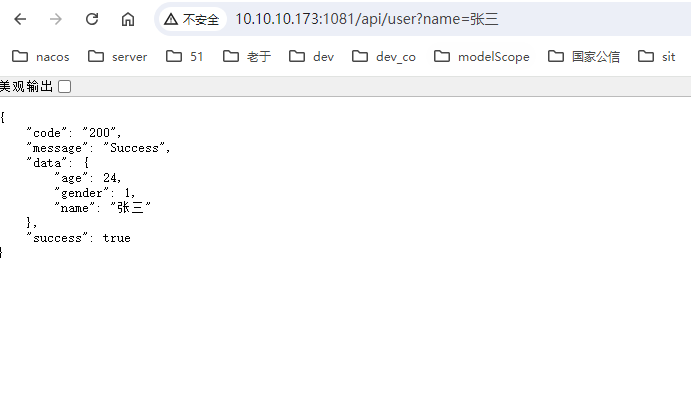 不安全 10.10.10.173:1081/api/user?name=张三
nacos server 51 老于 dev dev_co modelScope 国家公信 sit
美观输出
{
"code": "200",
"message": "Success",
"data": {
"age": 24,
"gender": 1,
"name": "张三"
},
"success": true
}